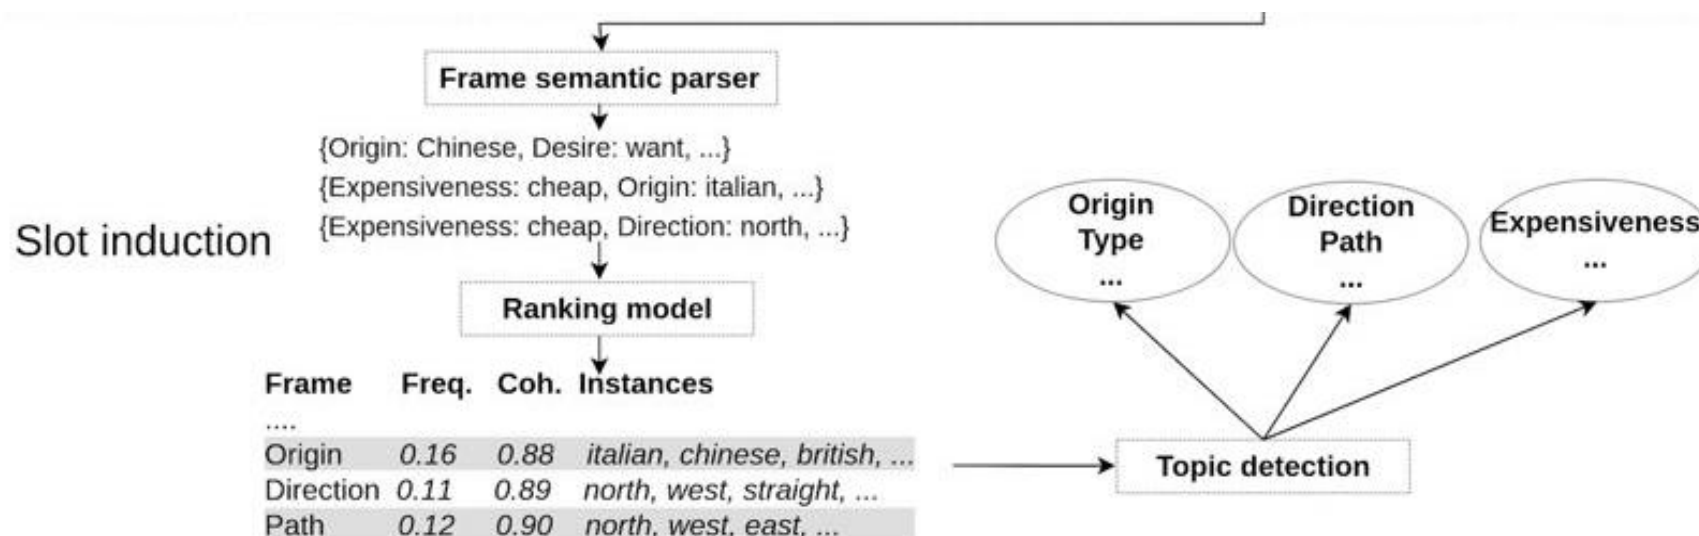 Frame semantic parser
{Origin: Chinese, Desire: want, ...}
{Expensiveness: cheap, Origin: italian, ...}
{Expensiveness: cheap, Direction: north, ...}
Slot induction
Ranking model
Frame Freq. Coh. Instances
....
Origin 0.16 0.88 italian, chinese, british, ...
Direction 0.11 0.89 north, west, straight, ...
Path 0.12 0.90 north, west, east, ...
Origin
Type
...
Direction
Path
...
Expensiveness
...
Topic detection